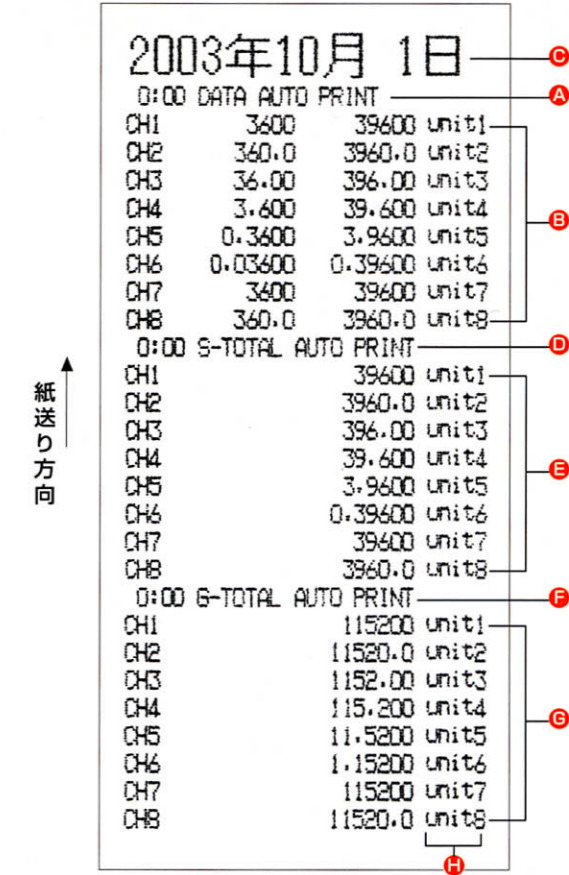 2003年10月 1日 C
0:00 DATA AUTO PRINT A
CH1 3600 39600 unit1
CH2 360.0 3960.0 unit2
CH3 36.00 396.00 unit3
CH4 3.600 39.600 unit4 B
CH5 0.3600 3.9600 unit5
CH6 0.03600 0.39600 unit6
CH7 3600 39600 unit7
CH8 360.0 3960.0 unit8
0:00 S-TOTAL AUTO PRINT D
CH1 39600 unit1
CH2 3960.0 unit2
CH3 396.00 unit3
CH4 39.600 unit4 E
CH5 3.9600 unit5
CH6 0.39600 unit6
CH7 39600 unit7
CH8 3960.0 unit8
0:00 G-TOTAL AUTO PRINT F
CH1 115200 unit1
CH2 11520.0 unit2
CH3 1152.00 unit3
CH4 115.200 unit4 G
CH5 11.5200 unit5
CH6 1.15200 unit6
CH7 115200 unit7
CH8 11520.0 unit8
H
紙送り方向